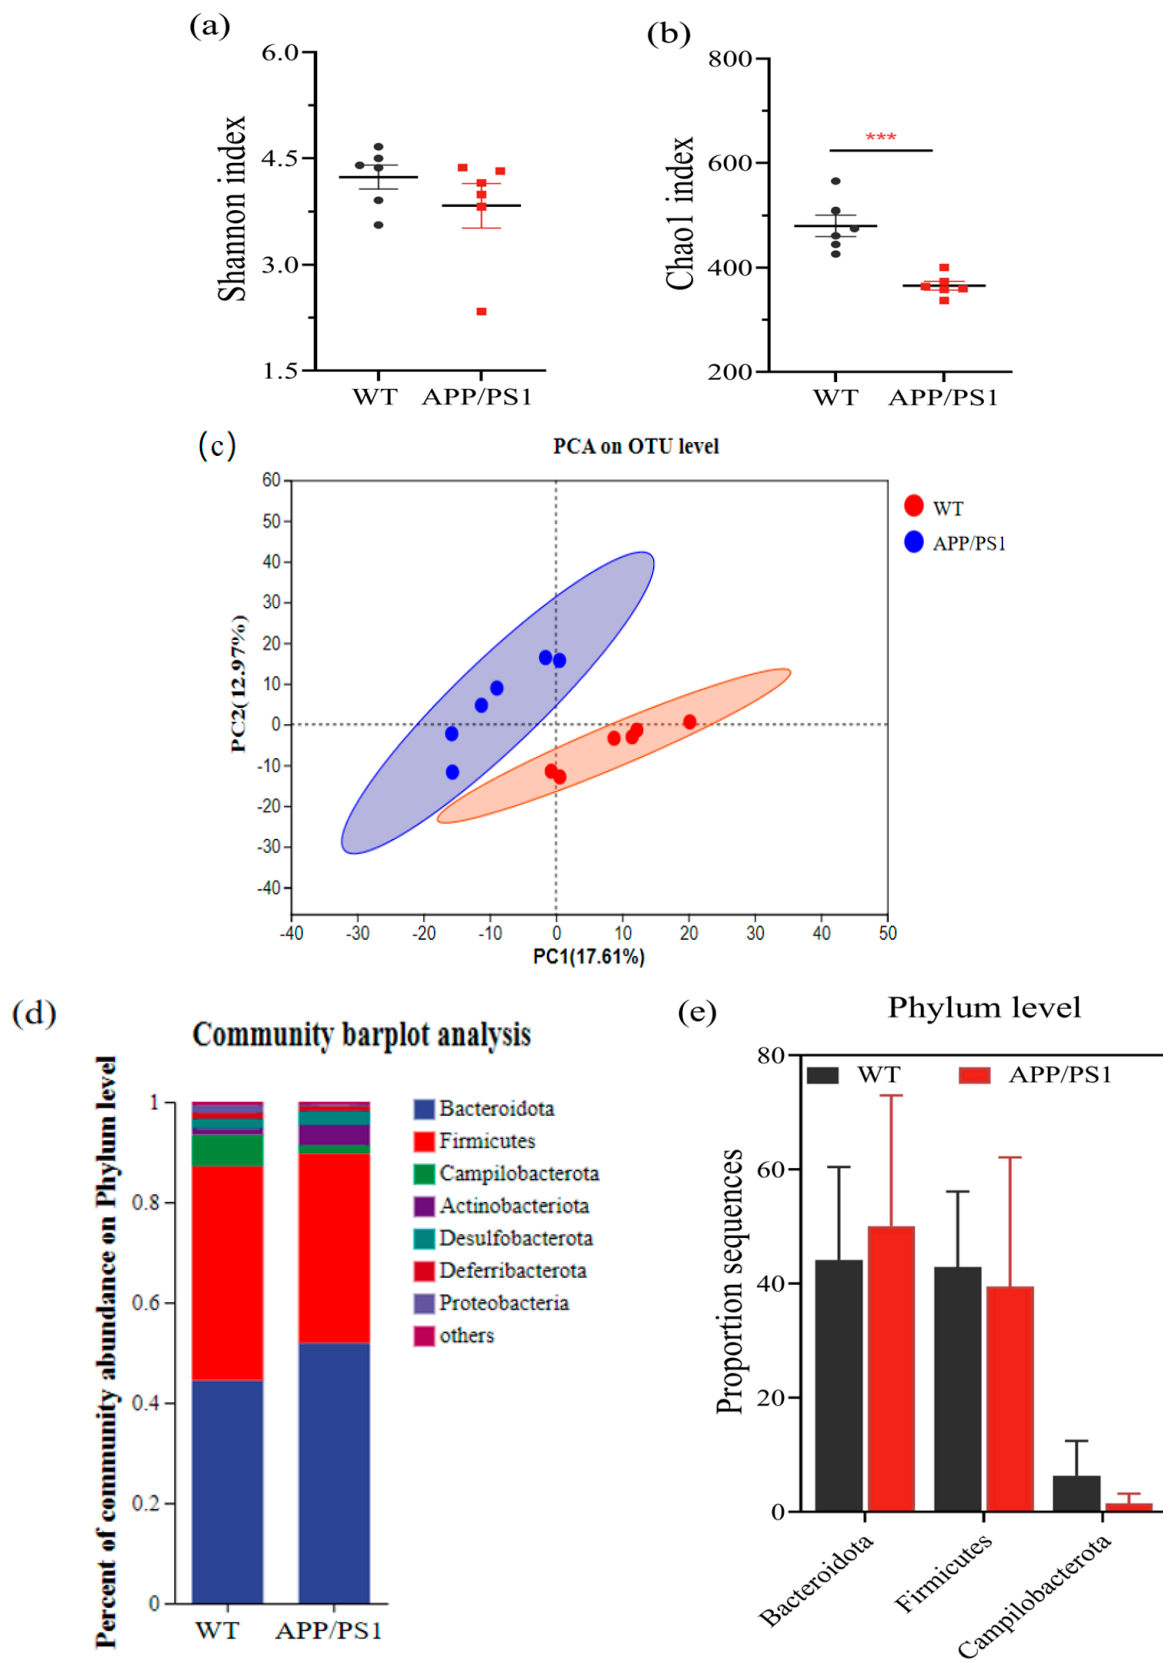 (a)
6.0
4.5
3.0
1.5
Shannon index
WT
APP/PS1
(b)
800
600
400
200
Chao1 index
***
WT
APP/PS1
(c)
PCA on OTU level
60
50
40
30
20
10
0
-10
-20
-30
-40
PC2(12.97%)
-40
-30
-20
-10
0
10
20
30
40
50
PC1(17.61%)
WT
APP/PS1
(d)
Community barplot analysis
Percent of community abundance on Phylum level
1
0.8
0.6
0.4
0.2
0
WT
APP/PS1
Bacteroidota
Firmicutes
Campilobacterota
Actinobacteriota
Desulfobacterota
Deferribacterota
Proteobacteria
others
(e)
Phylum level
WT
APP/PS1
80
60
40
20
0
Proportion sequences
Bacteroidota
Firmicutes
Campilobacterota